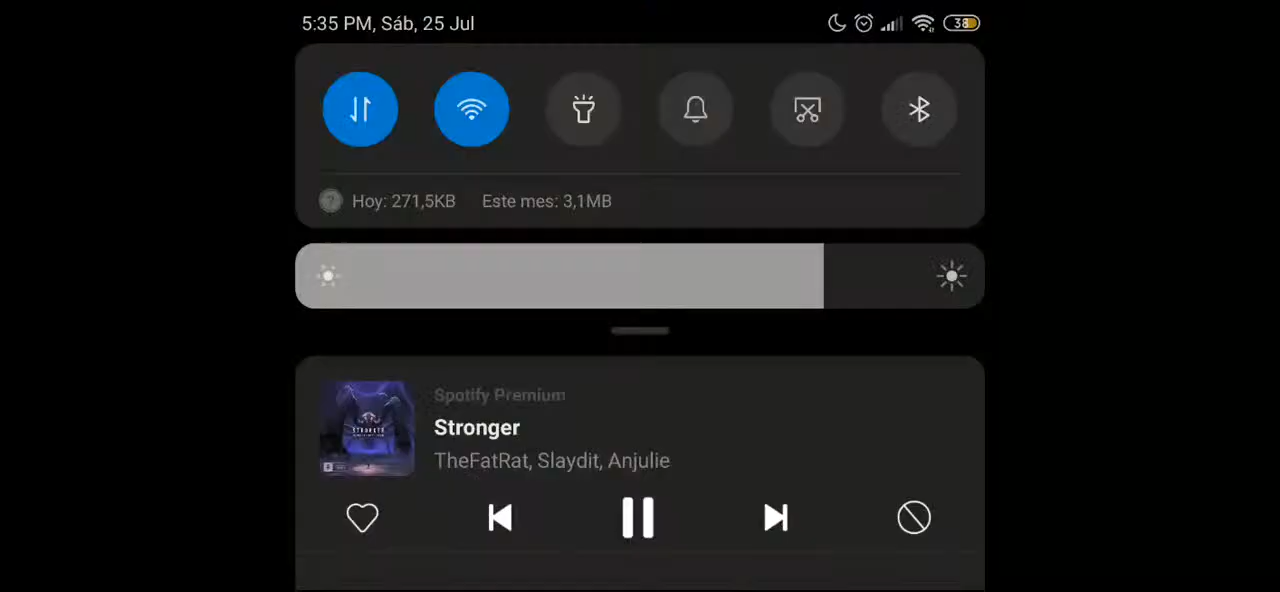 5:35 PM, Sáb, 25 Jul
38
Hoy: 271,5KB Este mes: 3,1MB
Spotify Premium
Stronger
STRONGER
TheFatRat, Slaydit, Anjulie